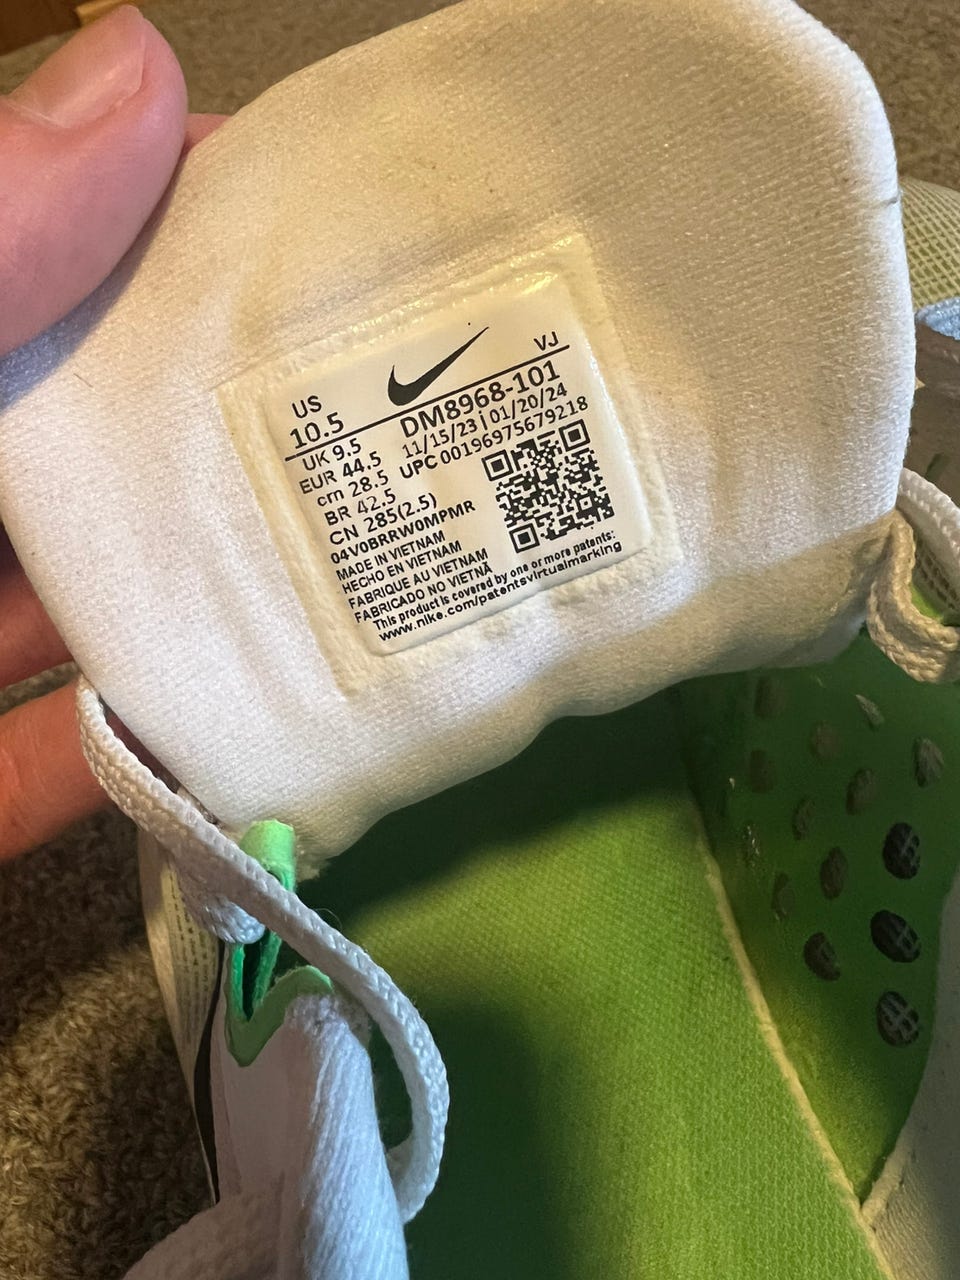 VJ
US
10.5
DM8968-101
11/15/23 | 01/20/24
UPC 00196975679218
UK 9.5
EUR 44.5
cm 28.5
BR 42.5
CN 285(2.5)
04V0BRRW0MPMR
MADE IN VIETNAM
HECHO EN VIETNAM
FABRIQUE AU VIETNAM
FABRICADO NO VIETNÃ
This product is covered by one or more patents:
www.nike.com/patentsvirtualmarking